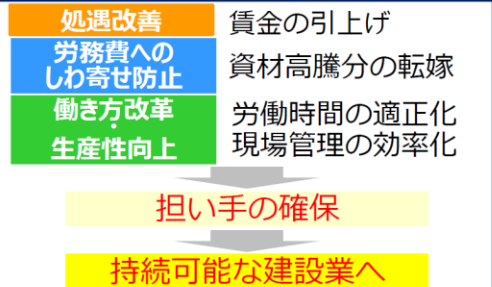 処遇改善
賃金の引上げ
労務費への
しわ寄せ防止
資材高騰分の転嫁
働き方改革
・
生産性向上
労働時間の適正化
現場管理の効率化
担い手の確保
持続可能な建設業へ